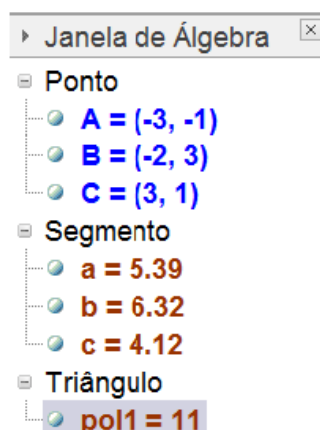 Janela de Álgebra
Ponto
A = (-3, -1)
B = (-2, 3)
C = (3, 1)
Segmento
a = 5.39
b = 6.32
c = 4.12
Triângulo
pol1 = 11